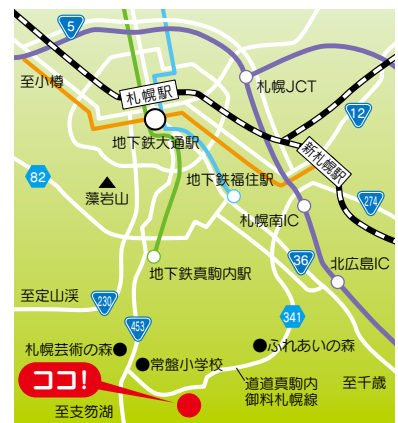 5
至小樽
札幌駅
札幌JCT
12
地下鉄大通駅
新札幌駅
82
地下鉄福住駅
274
藻岩山
札幌南IC
36
地下鉄真駒内駅
北広島IC
至定山渓
230
453
341
札幌芸術の森
ふれあいの森
常盤小学校
ココ!
道道真駒内
御料札幌線
至千歳
至支笏湖